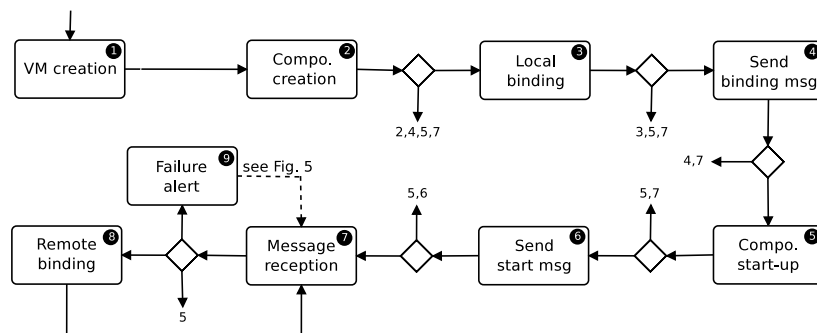 1
VM creation
2
Compo.
creation
2,4,5,7
3
Local
binding
3,5,7
4
Send
binding msg
4,7
5
Compo.
start-up
5,7
6
Send
start msg
5,6
7
Message
reception
5
8
Remote
binding
9
Failure
alert
see Fig. 5